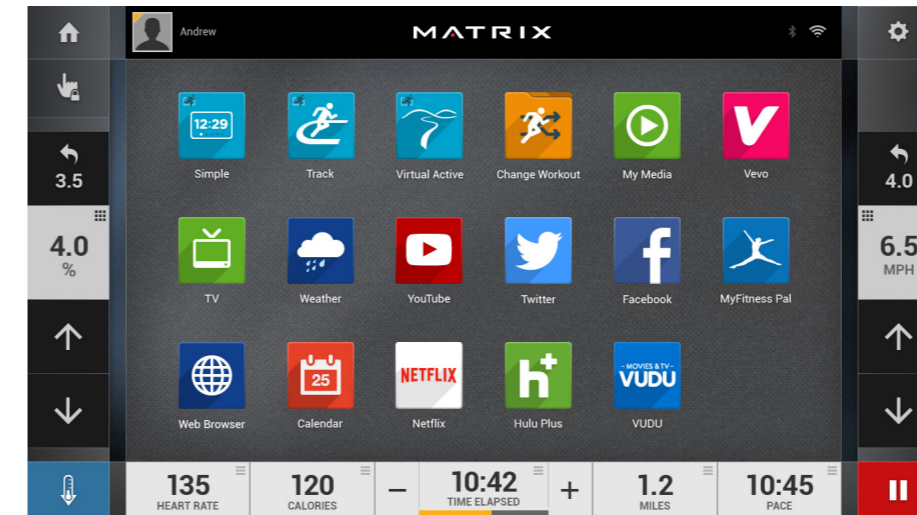 Andrew
MATRIX
3.5
4.0
%
4.0
6.5
MPH
12:29
Simple
Track
Virtual Active
Change Workout
My Media
V
Vevo
TV
Weather
YouTube
Twitter
f
Facebook
MyFitness Pal
Web Browser
25
Calendar
NETFLIX
Netflix
h+
Hulu Plus
-MOVIES & TV-
VUDU
VUDU
135
HEART RATE
120
CALORIES
−
10:42
TIME ELAPSED
+
1.2
MILES
10:45
PACE